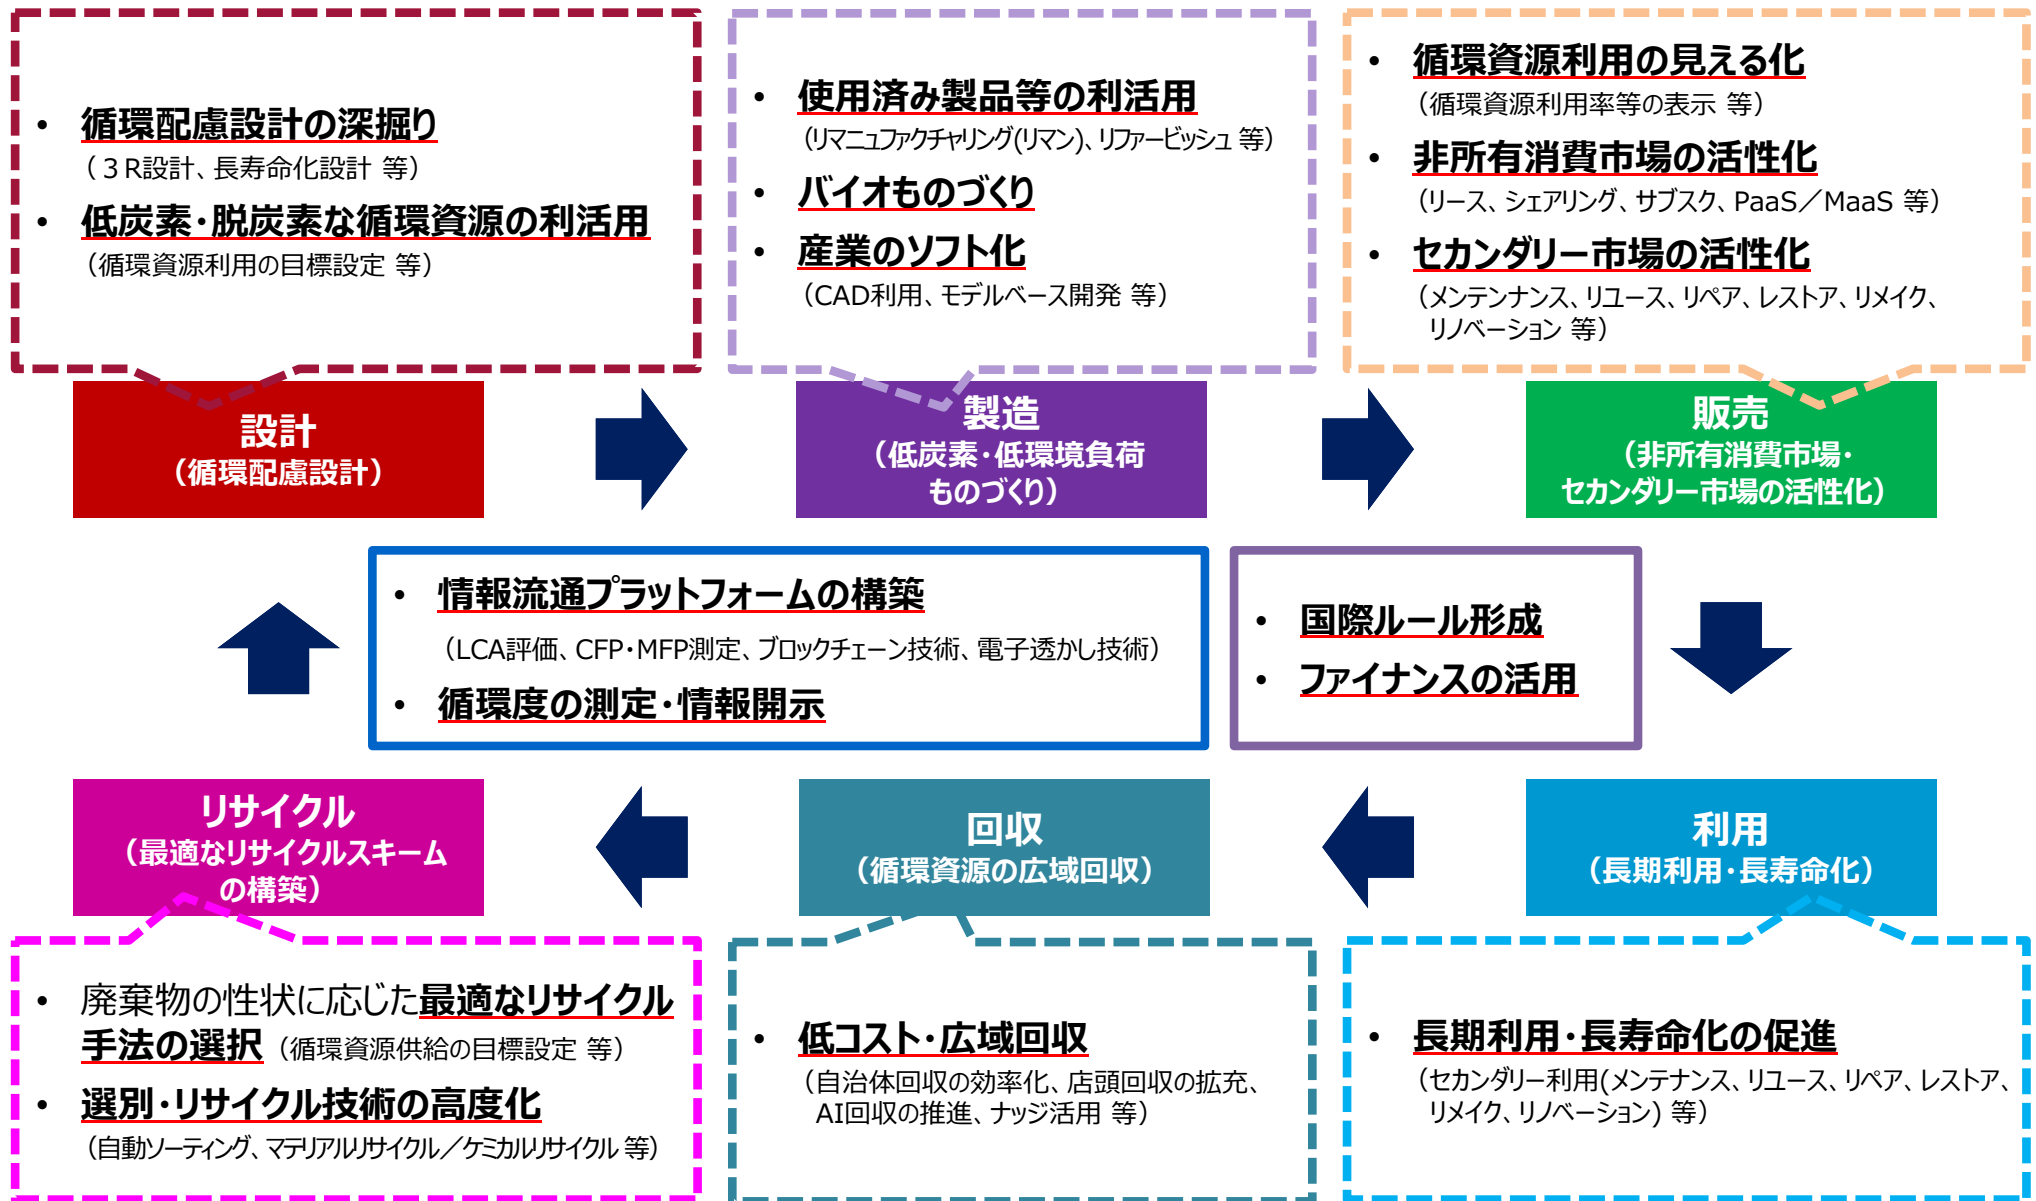 • 循環配慮設計の深掘り
（３R設計、長寿命化設計 等）
• 低炭素・脱炭素な循環資源の利活用
（循環資源利用の目標設定 等）
• 使用済み製品等の利活用
（リマニュファクチャリング(リマン)、リファービッシュ 等）
• バイオものづくり
• 産業のソフト化
（CAD利用、モデルベース開発 等）
• 循環資源利用の見える化
（循環資源利用率等の表示 等）
• 非所有消費市場の活性化
（リース、シェアリング、サブスク、PaaS／MaaS 等）
• セカンダリー市場の活性化
（メンテンナンス、リユース、リペア、レストア、リメイク、
リノベーション 等）
設計
（循環配慮設計）
製造
（低炭素・低環境負荷
ものづくり）
販売
（非所有消費市場・
セカンダリー市場の活性化）
• 情報流通プラットフォームの構築
（LCA評価、CFP・MFP測定、ブロックチェーン技術、電子透かし技術）
• 循環度の測定・情報開示
• 国際ルール形成
• ファイナンスの活用
リサイクル
（最適なリサイクルスキーム
の構築）
回収
（循環資源の広域回収）
利用
（長期利用・長寿命化）
• 廃棄物の性状に応じた最適なリサイクル
手法の選択（循環資源供給の目標設定 等）
• 選別・リサイクル技術の高度化
（自動ソーティング、マテリアルリサイクル／ケミカルリサイクル 等）
• 低コスト・広域回収
（自治体回収の効率化、店頭回収の拡充、
AI回収の推進、ナッジ活用 等）
• 長期利用・長寿命化の促進
（セカンダリー利用(メンテナンス、リユース、リペア、レストア、
リメイク、リノベーション) 等）